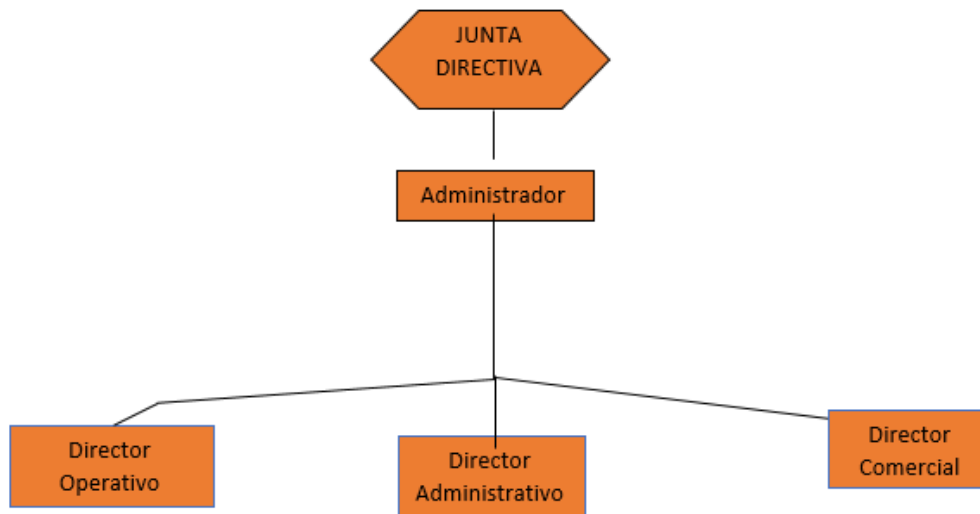 JUNTA
DIRECTIVA
Administrador
Director
Operativo
Director
Administrativo
Director
Comercial